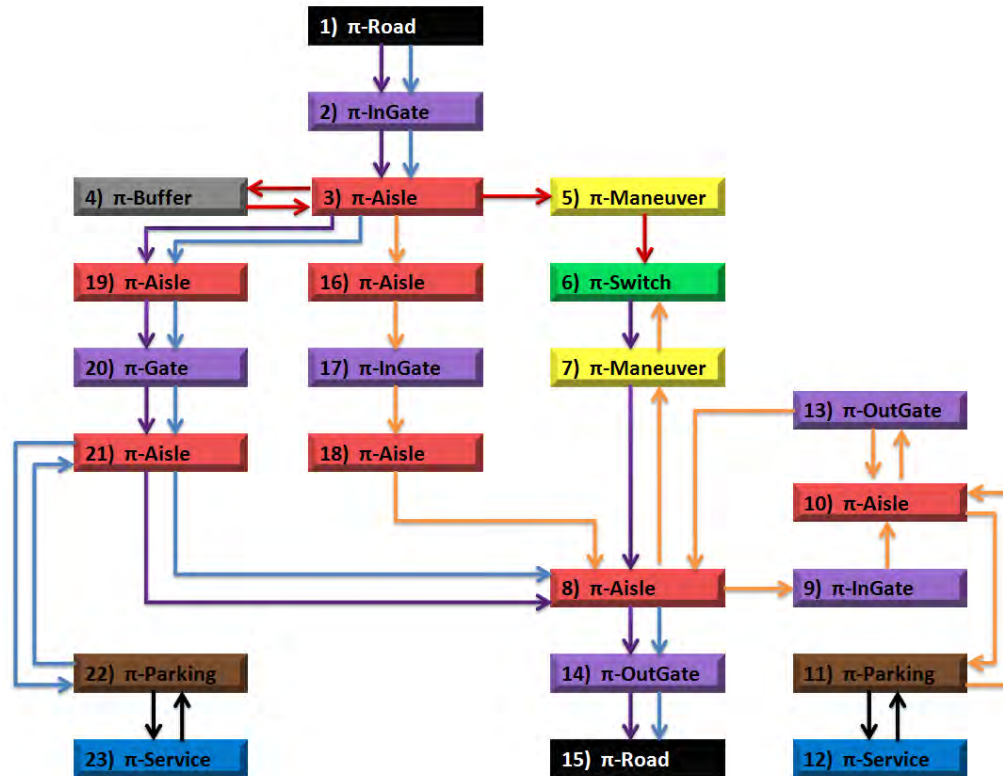 1) π-Road
2) π-InGate
4) π-Buffer
3) π-Aisle
5) π-Maneuver
19) π-Aisle
16) π-Aisle
6) π-Switch
20) π-Gate
17) π-InGate
7) π-Maneuver
13) π-OutGate
21) π-Aisle
18) π-Aisle
10) π-Aisle
8) π-Aisle
9) π-InGate
22) π-Parking
14) π-OutGate
11) π-Parking
23) π-Service
15) π-Road
12) π-Service